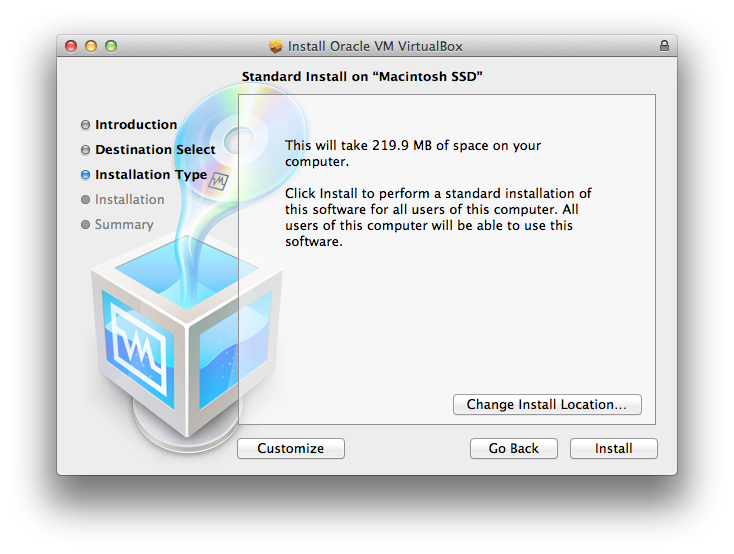 Install Oracle VM VirtualBox
Standard Install on “Macintosh SSD”
Introduction
Destination Select
Installation Type
Installation
Summary
This will take 219.9 MB of space on your
computer.
Click Install to perform a standard installation of
this software for all users of this computer. All
users of this computer will be able to use this
software.
Change Install Location...
Customize
Go Back
Install